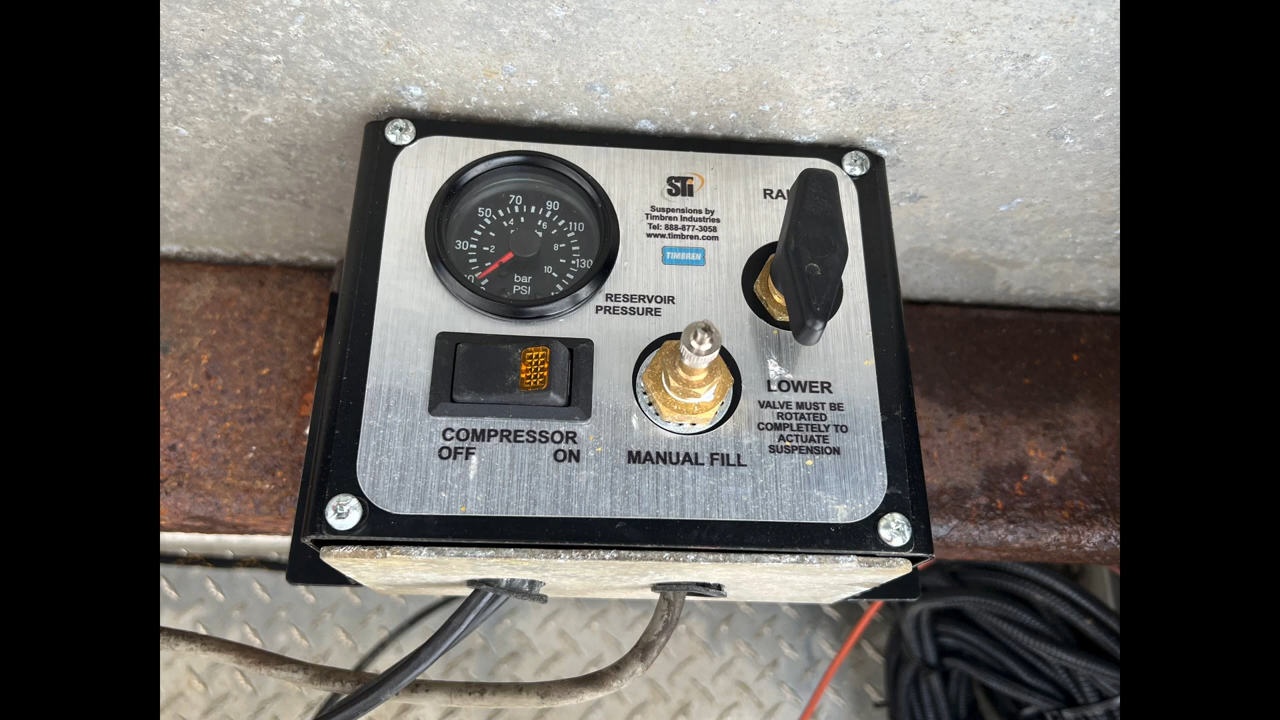 70
50 90
30 110
130
4 6
2 8
10
bar
PSI
STi
Suspensions by
Timbren Industries
Tel: 888-877-3058
www.timbren.com
TIMBREN
RESERVOIR
PRESSURE
COMPRESSOR
OFF ON
MANUAL FILL
LOWER
VALVE MUST BE
ROTATED
COMPLETELY TO
ACTUATE
SUSPENSION